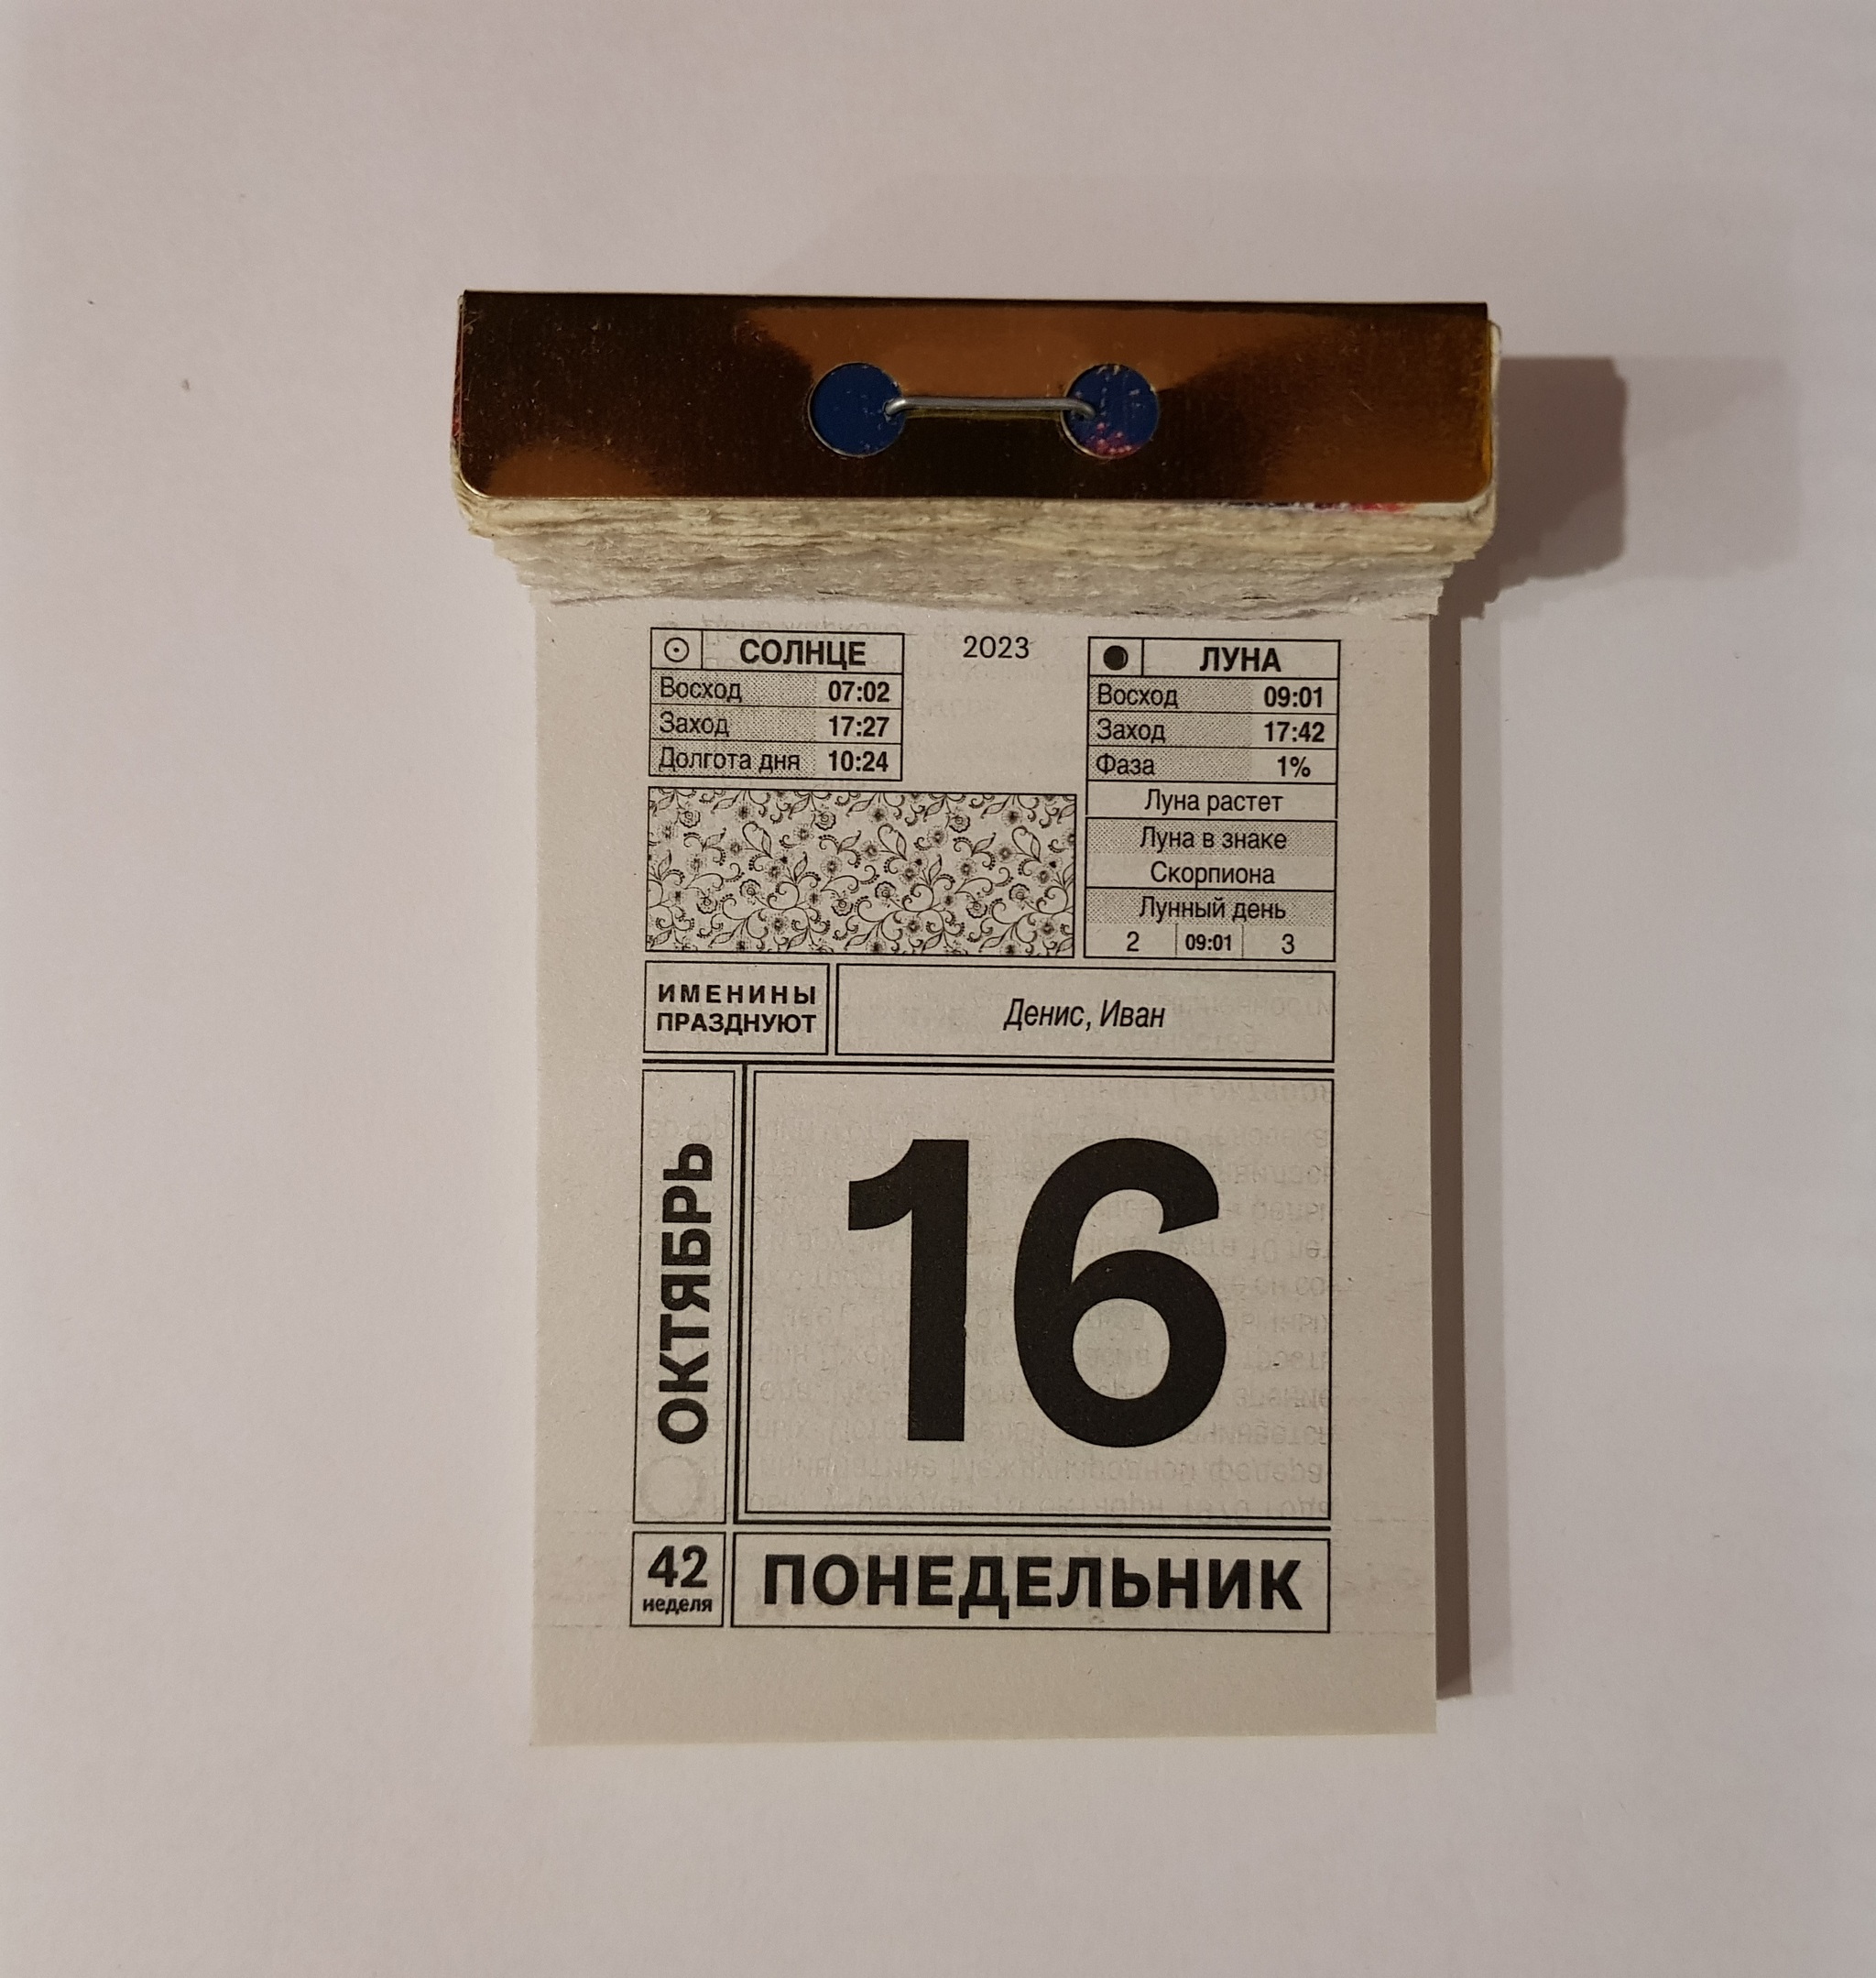 СОЛНЦЕ
Восход 07:02
Заход 17:27
Долгота дня 10:24
2023
ЛУНА
Восход 09:01
Заход 17:42
Фаза 1%
Луна растет
Луна в знаке
Скорпиона
Лунный день
2 09:01 3
ИМЕНИНЫ
ПРАЗДНУЮТ
Денис, Иван
ОКТЯБРЬ
16
42
неделя
ПОНЕДЕЛЬНИК